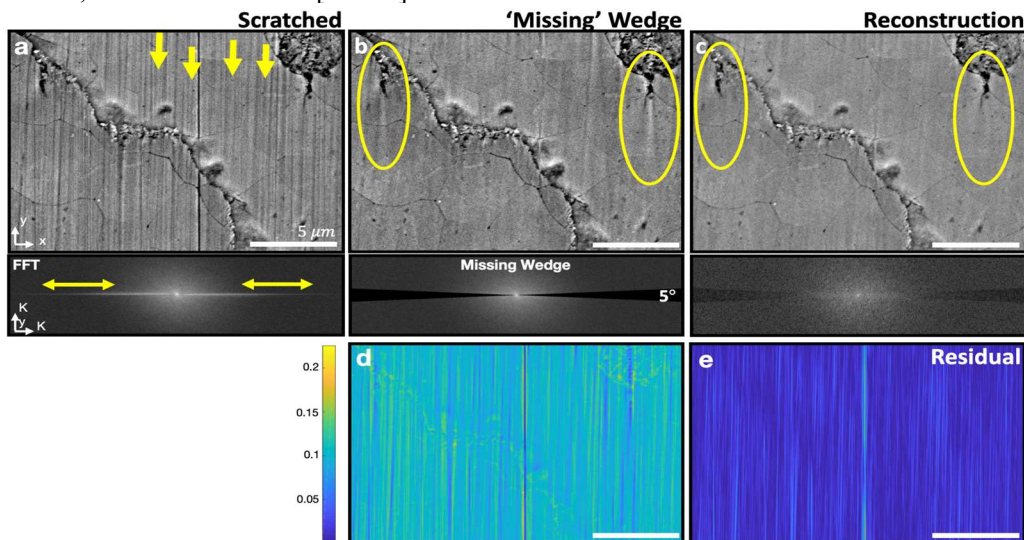 Scratched
'Missing' Wedge
Reconstruction
a
b
c
y
x
5 μm
FFT
K
y
K
Missing Wedge
5°
d
e
Residual
0.2
0.15
0.1
0.05